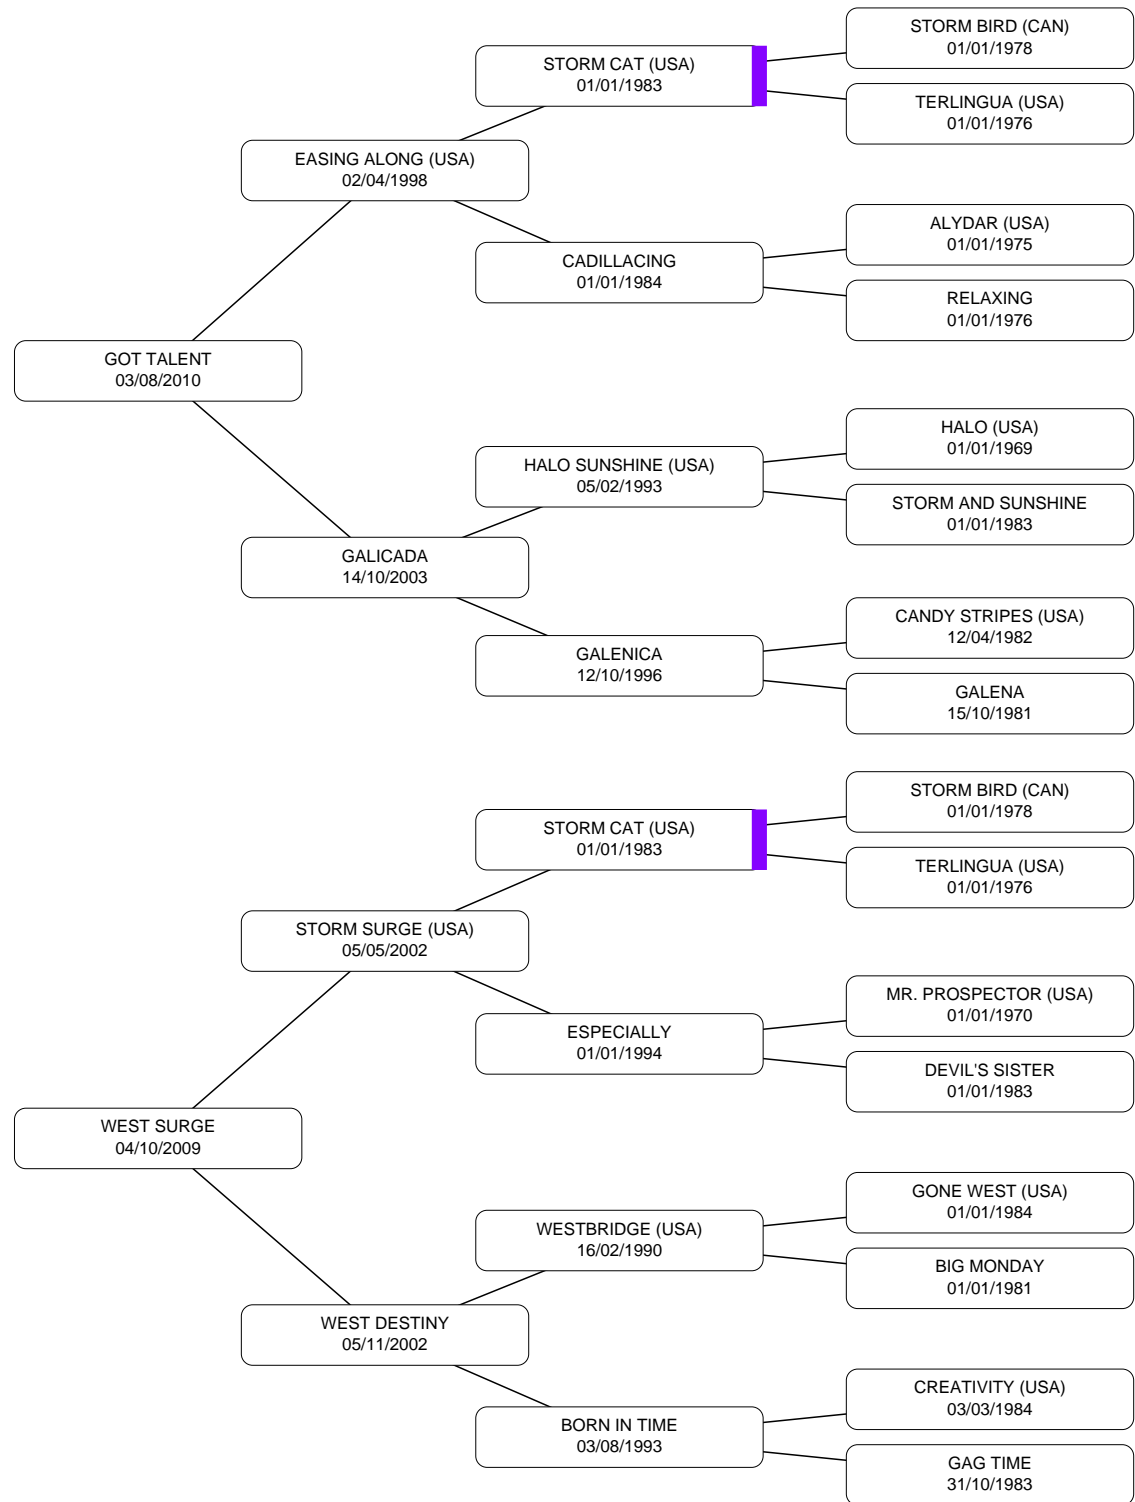 STORM BIRD (CAN)
01/01/1978
STORM CAT (USA)
01/01/1983
TERLINGUA (USA)
01/01/1976
EASING ALONG (USA)
02/04/1998
ALYDAR (USA)
01/01/1975
CADILLACING
01/01/1984
RELAXING
01/01/1976
GOT TALENT
03/08/2010
HALO (USA)
01/01/1969
HALO SUNSHINE (USA)
05/02/1993
STORM AND SUNSHINE
01/01/1983
GALICADA
14/10/2003
CANDY STRIPES (USA)
12/04/1982
GALENICA
12/10/1996
GALENA
15/10/1981
STORM BIRD (CAN)
01/01/1978
STORM CAT (USA)
01/01/1983
TERLINGUA (USA)
01/01/1976
STORM SURGE (USA)
05/05/2002
MR. PROSPECTOR (USA)
01/01/1970
ESPECIALLY
01/01/1994
DEVIL'S SISTER
01/01/1983
WEST SURGE
04/10/2009
GONE WEST (USA)
01/01/1984
WESTBRIDGE (USA)
16/02/1990
BIG MONDAY
01/01/1981
WEST DESTINY
05/11/2002
CREATIVITY (USA)
03/03/1984
BORN IN TIME
03/08/1993
GAG TIME
31/10/1983